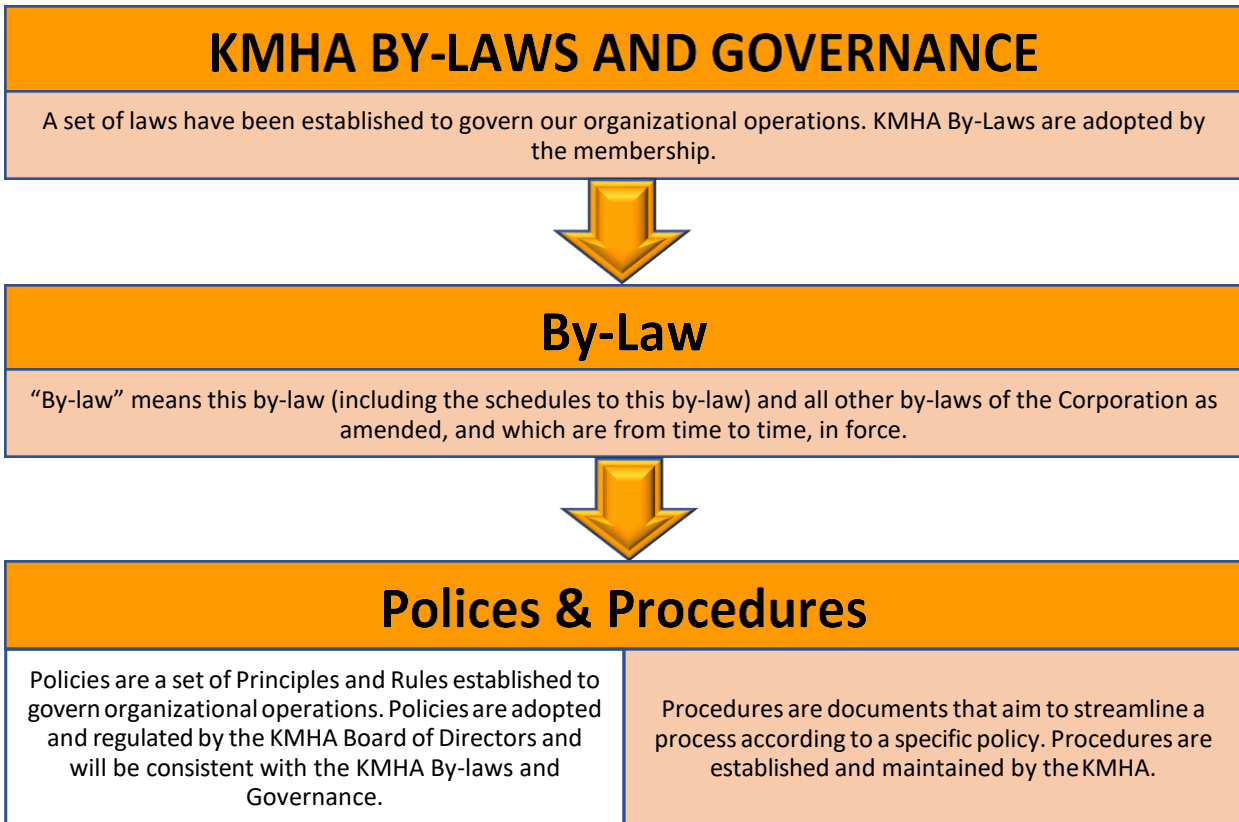 KMHA BY-LAWS AND GOVERNANCE
A set of laws have been established to govern our organizational operations. KMHA By-Laws are adopted by
the membership.
By-Law
“By-law” means this by-law (including the schedules to this by-law) and all other by-laws of the Corporation as
amended, and which are from time to time, in force.
Polices & Procedures
Policies are a set of Principles and Rules established to
govern organizational operations. Policies are adopted
and regulated by the KMHA Board of Directors and
will be consistent with the KMHA By-laws and
Governance.
Procedures are documents that aim to streamline a
process according to a specific policy. Procedures are
established and maintained by theKMHA.